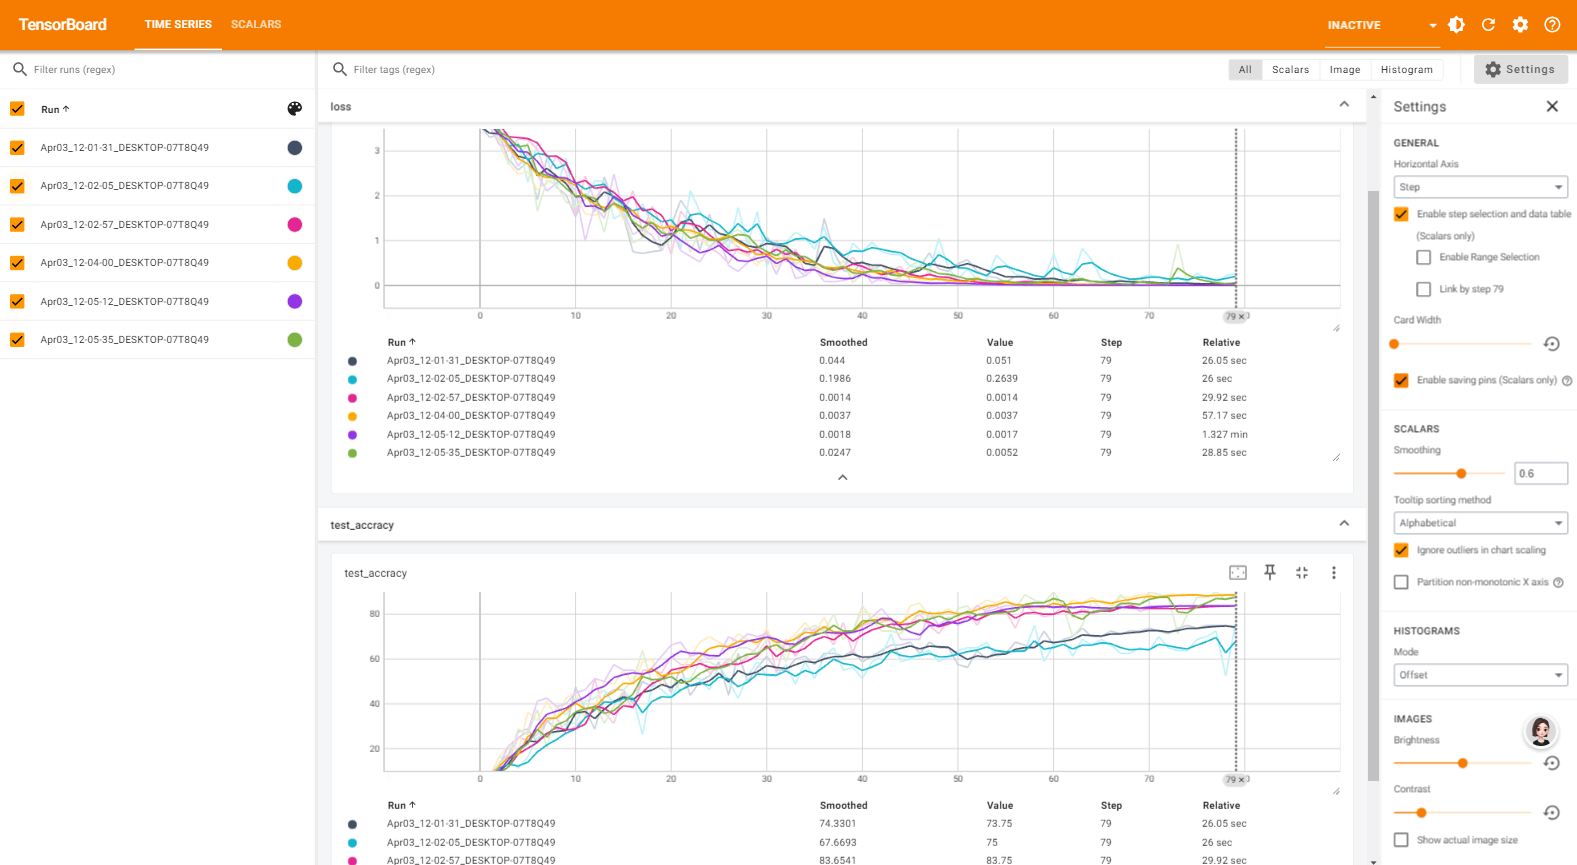 TensorBoard
TIME SERIES
SCALARS
INACTIVE
Filter runs (regex)
Filter tags (regex)
All
Scalars
Image
Histogram
Settings
Run
Apr03_12-01-31_DESKTOP-07T8Q49
Apr03_12-02-05_DESKTOP-07T8Q49
Apr03_12-02-57_DESKTOP-07T8Q49
Apr03_12-04-00_DESKTOP-07T8Q49
Apr03_12-05-12_DESKTOP-07T8Q49
Apr03_12-05-35_DESKTOP-07T8Q49
loss
3
2
1
0
0 10 20 30 40 50 60 70 79
Run Smoothed Value Step Relative
Apr03_12-01-31_DESKTOP-07T8Q49 0.044 0.051 79 26.05 sec
Apr03_12-02-05_DESKTOP-07T8Q49 0.1986 0.2639 79 26 sec
Apr03_12-02-57_DESKTOP-07T8Q49 0.0014 0.0014 79 29.92 sec
Apr03_12-04-00_DESKTOP-07T8Q49 0.0037 0.0037 79 57.17 sec
Apr03_12-05-12_DESKTOP-07T8Q49 0.0018 0.0017 79 1.327 min
Apr03_12-05-35_DESKTOP-07T8Q49 0.0247 0.0052 79 28.85 sec
test_accracy
test_accracy
80
60
40
20
0 10 20 30 40 50 60 70 79
Run Smoothed Value Step Relative
Apr03_12-01-31_DESKTOP-07T8Q49 74.3301 73.75 79 26.05 sec
Apr03_12-02-05_DESKTOP-07T8Q49 67.6693 75 79 26 sec
Apr03_12-02-57_DESKTOP-07T8Q49 83.6541 83.75 79 29.92 sec
Settings
GENERAL
Horizontal Axis
Step
Enable step selection and data table
(Scalars only)
Enable Range Selection
Link by step 79
Card Width
Enable saving pins (Scalars only)
SCALARS
Smoothing
0.6
Tooltip sorting method
Alphabetical
Ignore outliers in chart scaling
Partition non-monotonic X axis
HISTOGRAMS
Mode
Offset
IMAGES
Brightness
Contrast
Show actual image size